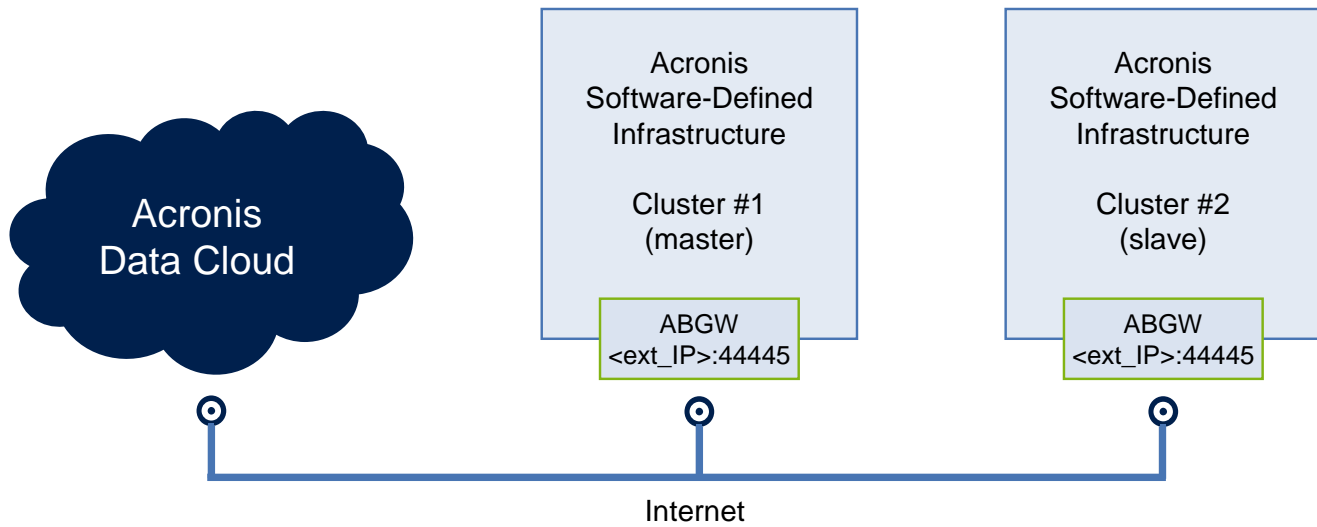 Acronis
Data Cloud
Acronis
Software-Defined
Infrastructure
Cluster #1
(master)
ABGW
<ext_IP>:44445
Acronis
Software-Defined
Infrastructure
Cluster #2
(slave)
ABGW
<ext_IP>:44445
Internet